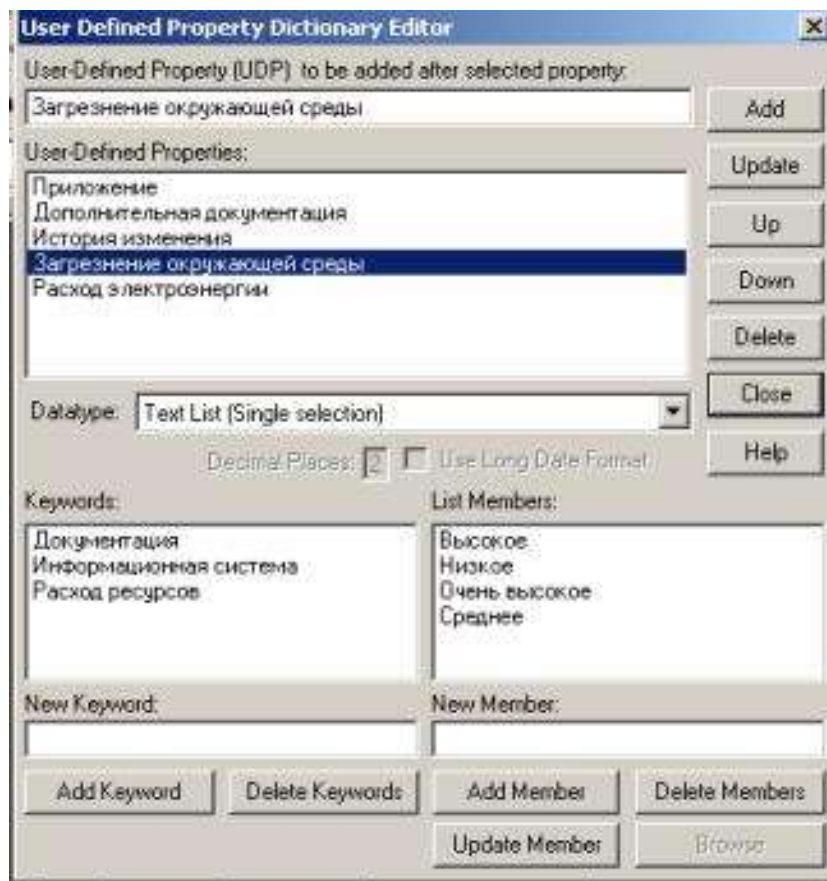 User Defined Property Dictionary Editor
User-Defined Property (UDP) to be added after selected property:
Загрезнение окружающей среды
Add
User-Defined Properties:
Update
Приложение
Дополнительная документация
История изменения
Загрезнение окружающей среды
Расход электроэнергии
Up
Down
Delete
Close
Help
Datatype: Text List (Single selection)
Decimal Places: 2 Use Long Date Format
Keywords:
Документация
Информационная система
Расход ресурсов
List Members:
Высокое
Низкое
Очень высокое
Среднее
New Keyword:
New Member:
Add Keyword Delete Keywords Add Member Delete Members
Update Member Browse